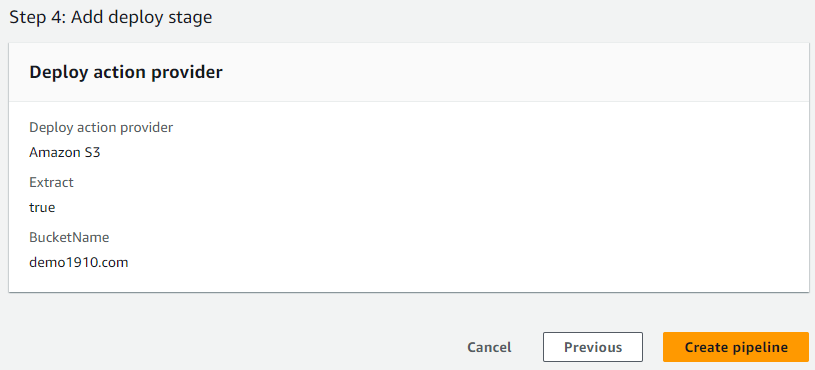 Step 4: Add deploy stage
Deploy action provider
Deploy action provider
Amazon S3
Extract
true
BucketName
demo1910.com
Cancel Previous Create pipeline